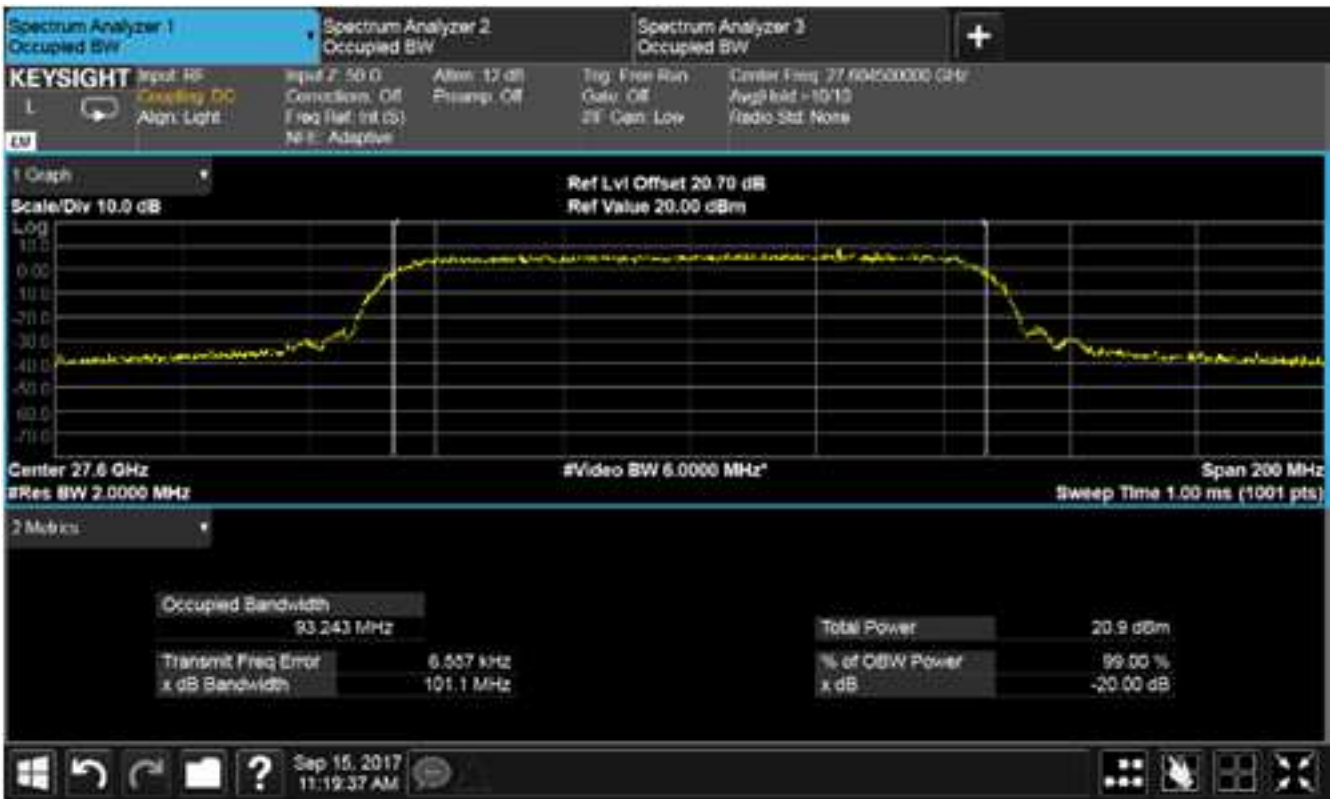 Spectrum Analyzer 1
Occupied BW
Spectrum Analyzer 2
Occupied BW
Spectrum Analyzer 3
Occupied BW
KEYSIGHT
L
Input: RF
Coupling: DC
Align: Light
Input Z: 50 Ω
Corrections: Off
Freq Ref: Int (S)
NFE: Adaptive
Atten: 12 dB
Preamp: Off
Trig: Free Run
Gate: Off
#IF Gain: Low
Center Freq: 27.604500000 GHz
Avg|Hold: >10/10
Radio Std: None
1 Graph
Scale/Div 10.0 dB
Ref Lvl Offset 20.70 dB
Ref Value 20.00 dBm
Log
10.0
0.00
-10.0
-20.0
-30.0
-40.0
-50.0
-60.0
-70.0
Center 27.6 GHz
#Video BW 6.0000 MHz*
Span 200 MHz
#Res BW 2.0000 MHz
Sweep Time 1.00 ms (1001 pts)
2 Metrics
Occupied Bandwidth
93.243 MHz
Total Power 20.9 dBm
Transmit Freq Error 6.557 kHz
% of OBW Power 99.00 %
x dB Bandwidth 101.1 MHz
x dB -20.00 dB
?
Sep 15, 2017
11:19:37 AM